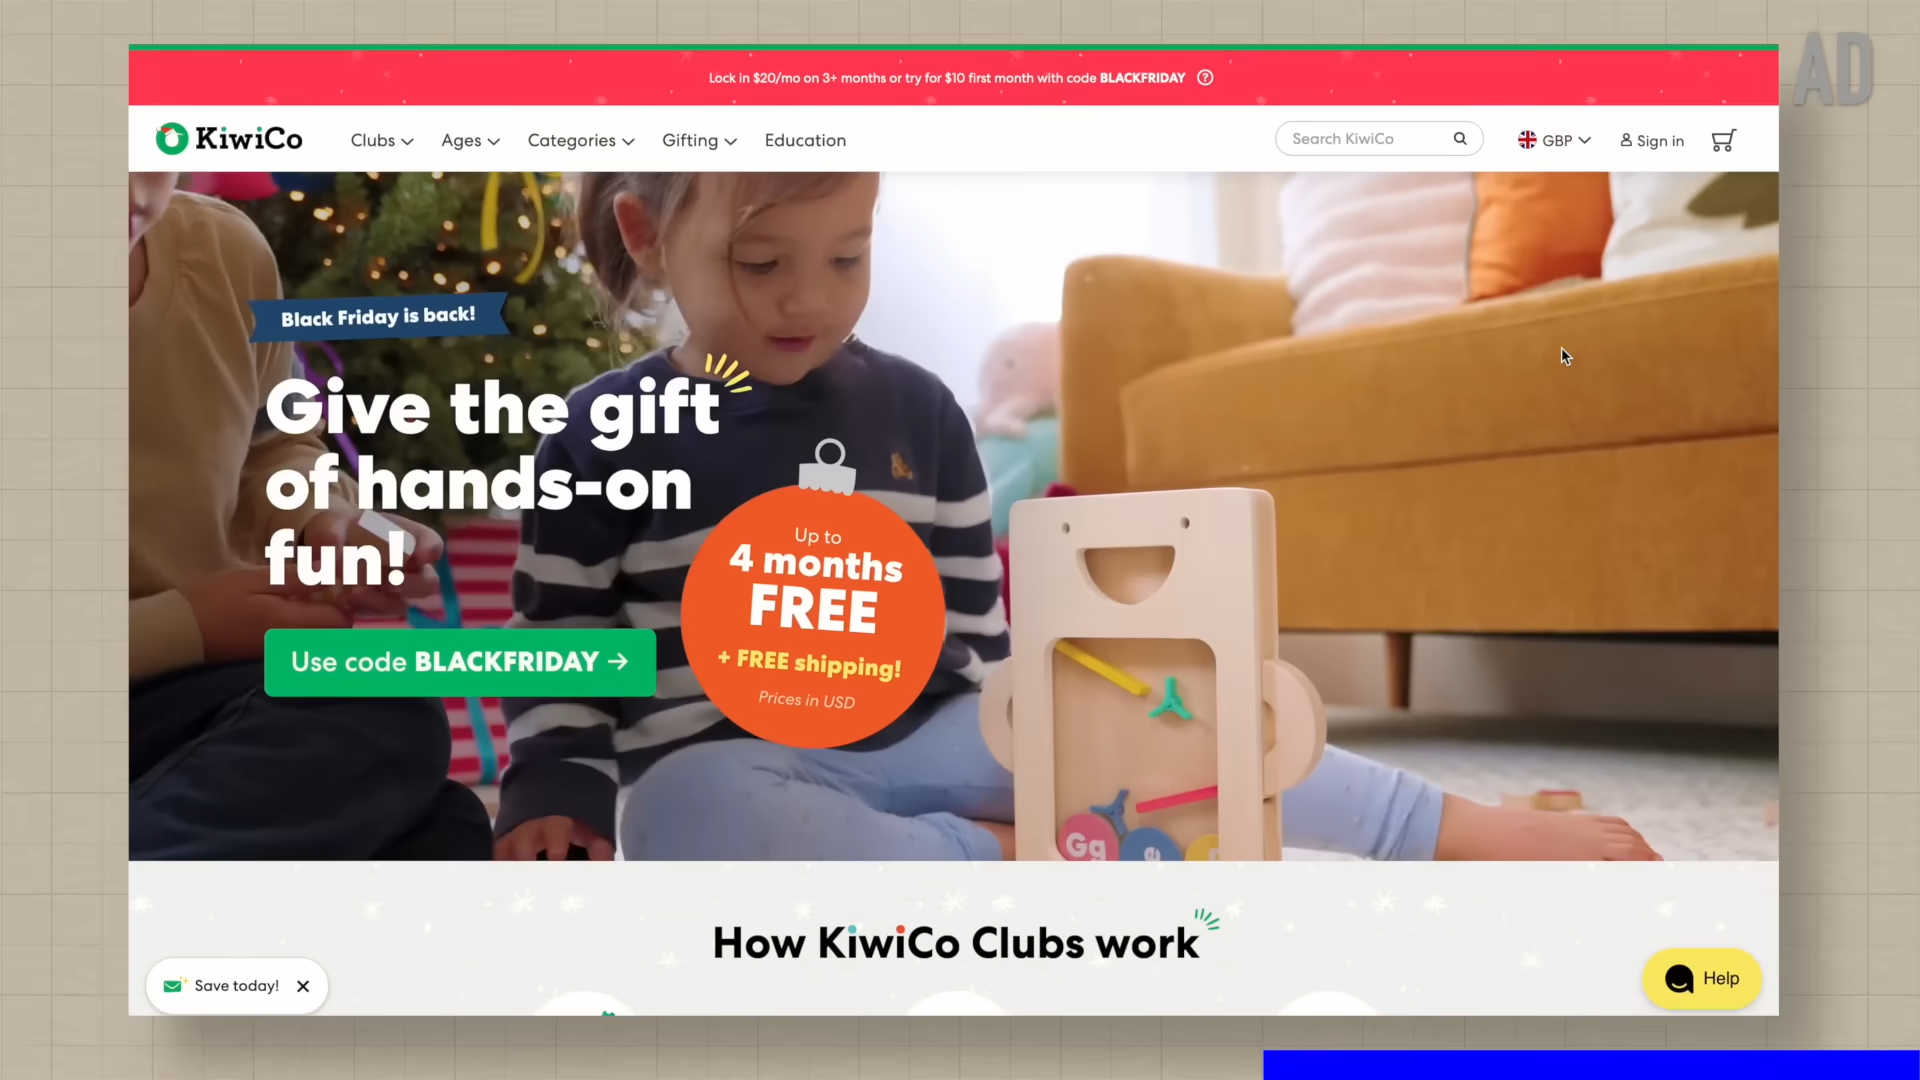 AD
Lock in $20/mo on 3+ months or try for $10 first month with code BLACKFRIDAY ?
KiwiCo Clubs Ages Categories Gifting Education Search KiwiCo GBP Sign in
Black Friday is back!
Give the gift
of hands-on
fun!
Use code BLACKFRIDAY →
Up to
4 months
FREE
+ FREE shipping!
Prices in USD
Gg
e
How KiwiCo Clubs work
Save today!
Help